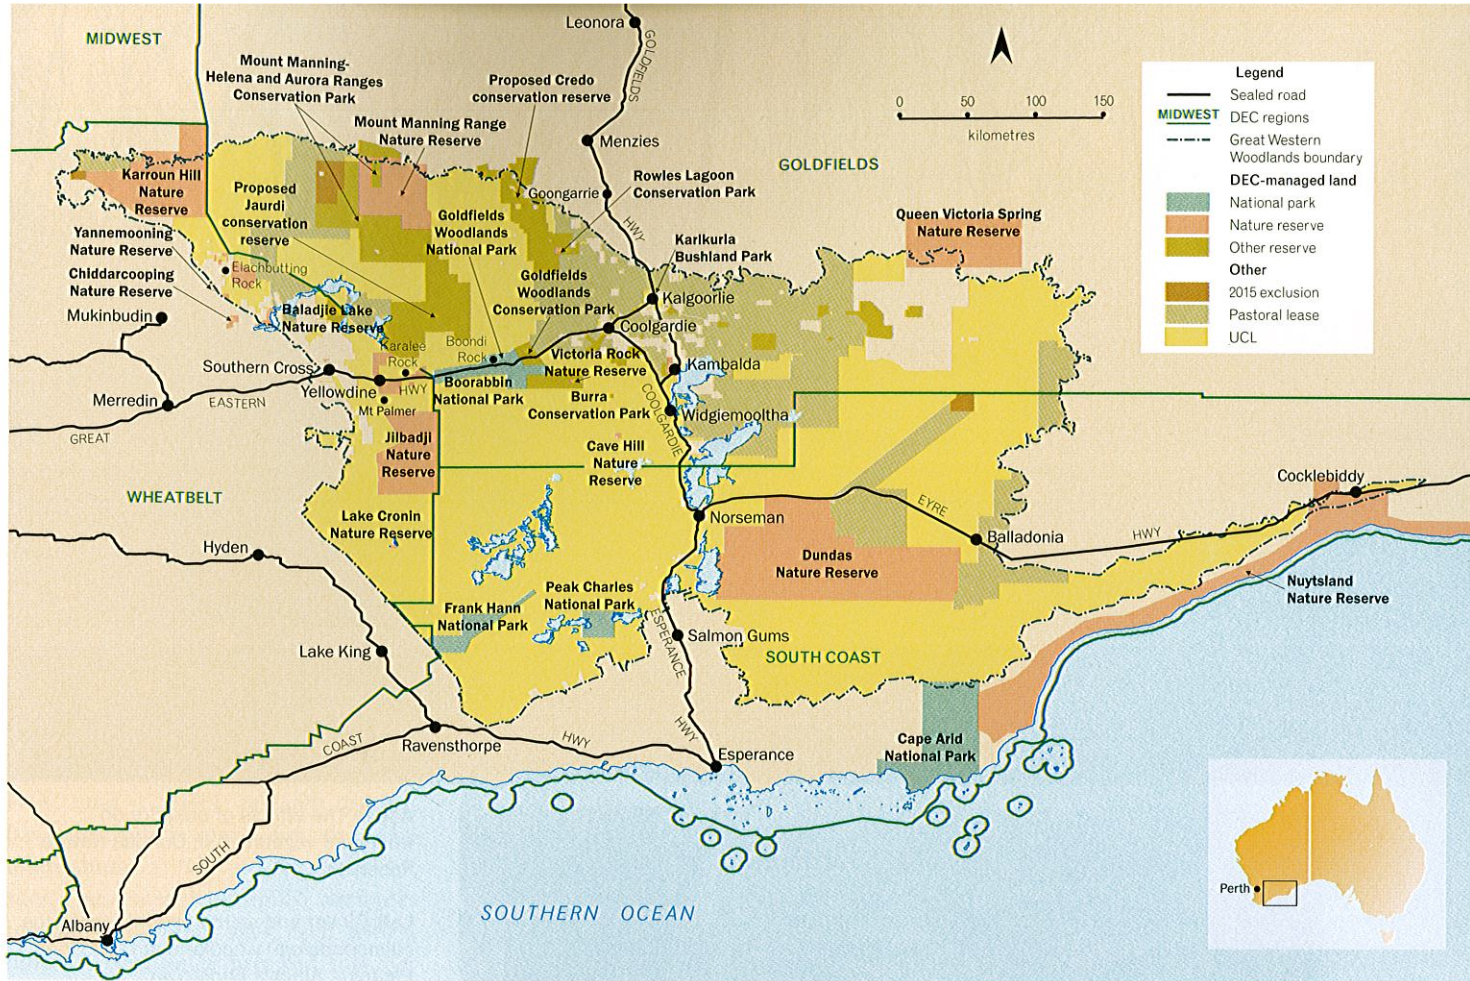 Leonora
MIDWEST
GOLDFIELDS
HWY
Mount Manning-
Helena and Aurora Ranges
Conservation Park
Proposed Credo
conservation reserve
Mount Manning Range
Nature Reserve
Menzies
0 50 100 150
kilometres
GOLDFIELDS
Legend
Sealed road
MIDWEST DEC regions
Great Western
Woodlands boundary
DEC-managed land
National park
Nature reserve
Other reserve
Other
2015 exclusion
Pastoral lease
UCL
Karroun Hill
Nature
Reserve
Proposed
Jaurdi
conservation
reserve
Goongarrie
Rowles Lagoon
Conservation Park
Goldfields
Woodlands
National Park
Queen Victoria Spring
Nature Reserve
Yannemooning
Nature Reserve
Elachbutting
Rock
Chiddarcooping
Nature Reserve
Karlkurla
Bushland Park
Goldfields
Woodlands
Conservation Park
Kalgoorlie
Mukinbudin
Baladjie Lake
Nature Reserve
Coolgardie
Karalee
Rock
Boondi
Rock
Victoria Rock
Nature Reserve
Southern Cross
Kambalda
Yellowdine
HWY
Boorabbin
National Park
Burra
Conservation Park
Merredin
EASTERN
GREAT
Mt Palmer
COOLGARDIE
Widgiemooltha
Jilbadji
Nature
Reserve
Cave Hill
Nature
Reserve
Cocklebiddy
WHEATBELT
Lake Cronin
Nature Reserve
Norseman
EYRE
HWY
Balladonia
Hyden
Dundas
Nature Reserve
Nuytsland
Nature Reserve
Peak Charles
National Park
Frank Hann
National Park
ESPERANCE
HWY
Salmon Gums
SOUTH COAST
Lake King
Ravensthorpe
COAST
HWY
SOUTH
Esperance
Cape Arid
National Park
Albany
SOUTHERN OCEAN
Perth